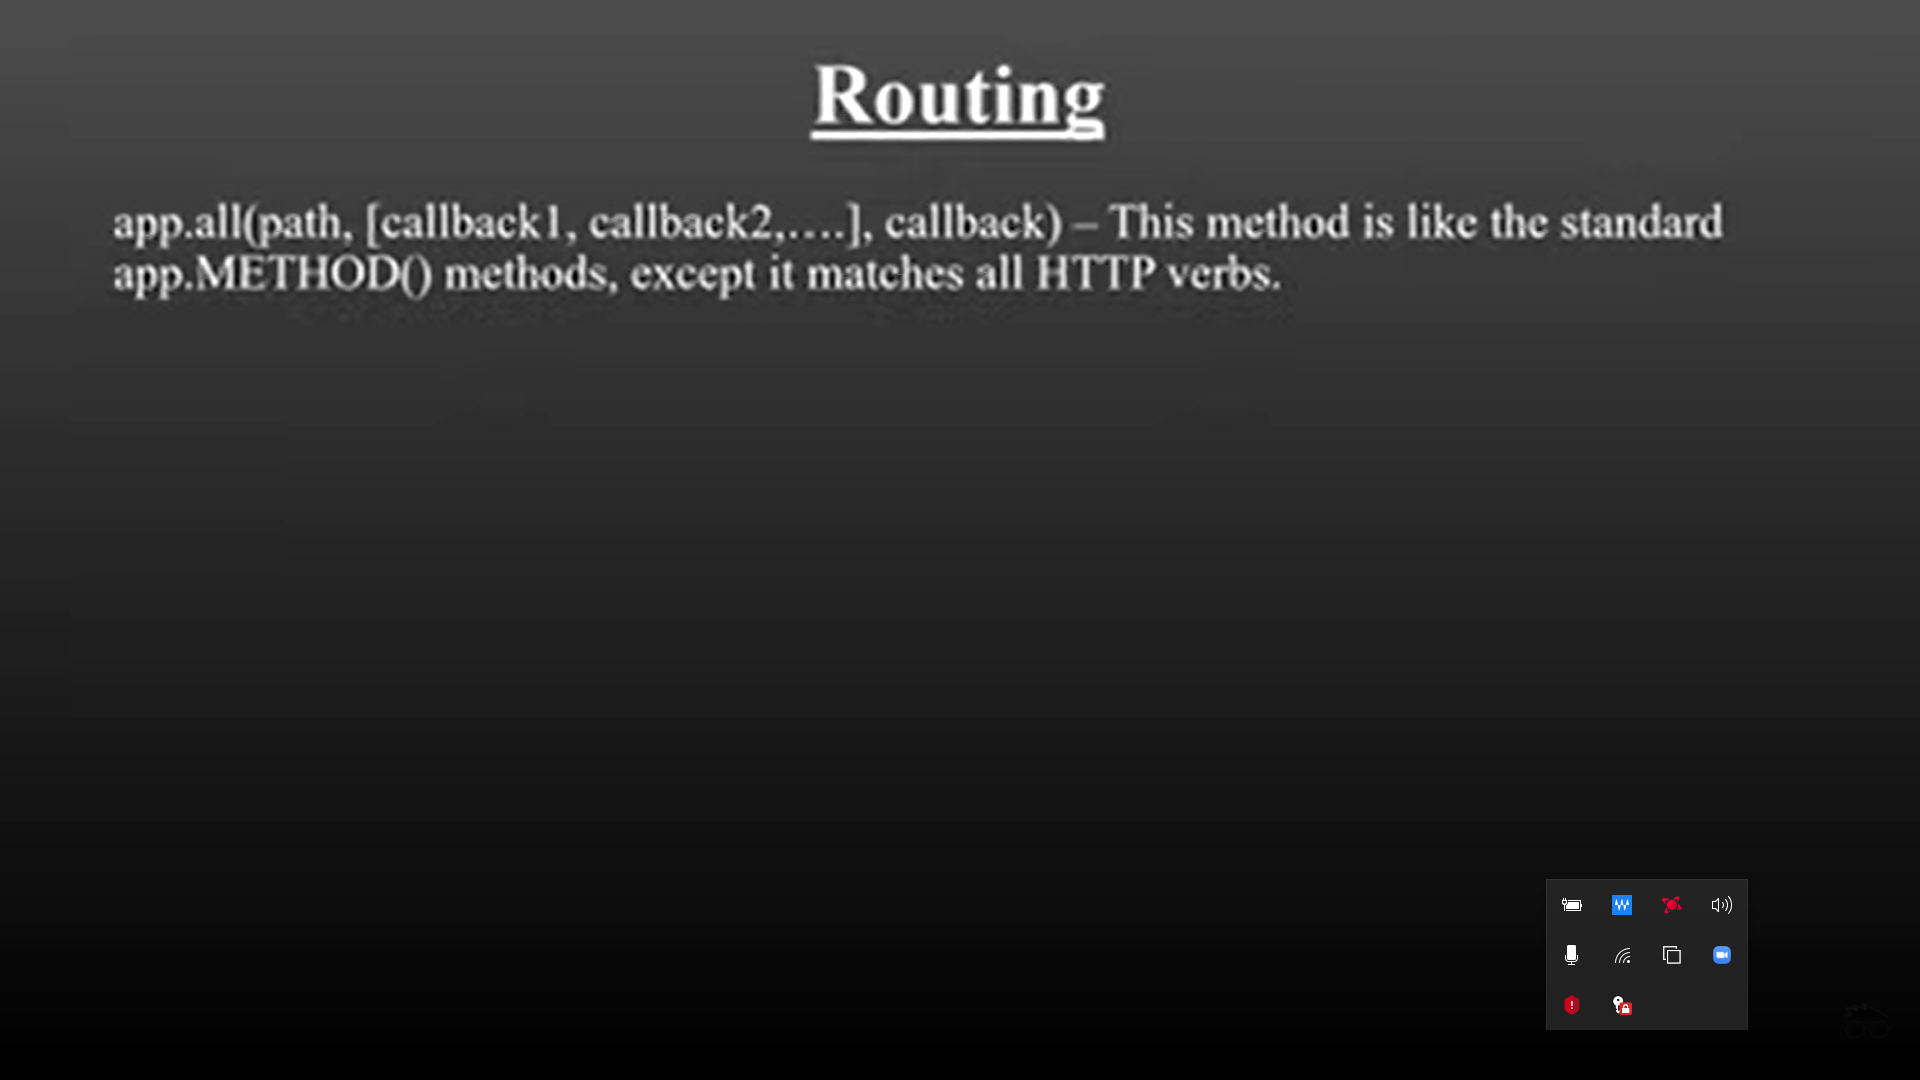 Routing
app.all(path, [callback1, callback2,....], callback) – This method is like the standard
app.METHOD() methods, except it matches all HTTP verbs.